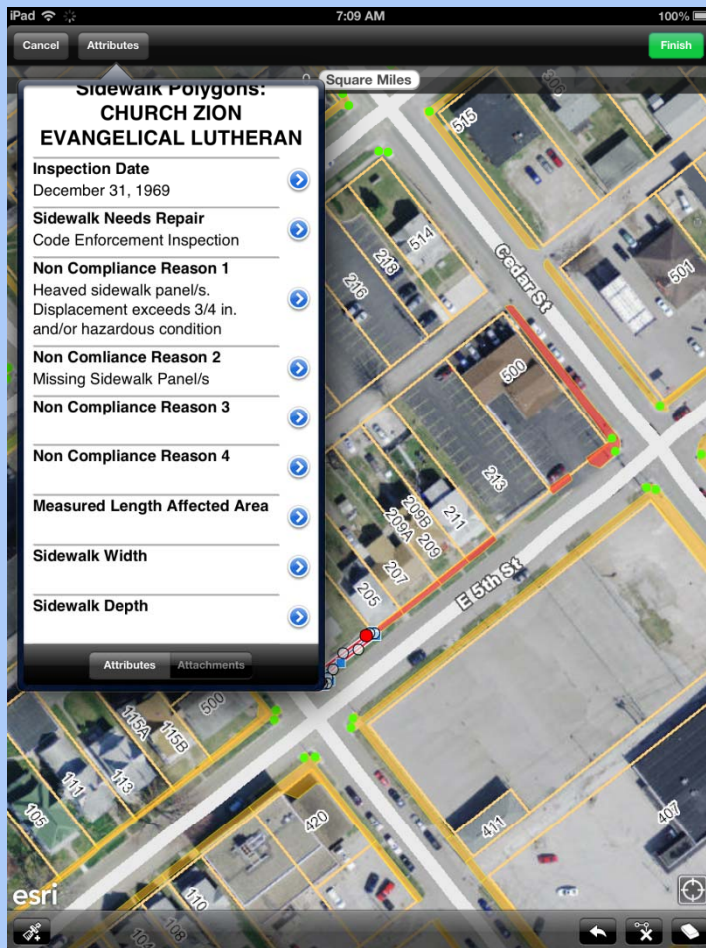 iPad
7:09 AM
100%
Cancel
Attributes
Finish
Square Miles
Sidewalk Polygons:
CHURCH ZION
EVANGELICAL LUTHERAN
Inspection Date
December 31, 1969
Sidewalk Needs Repair
Code Enforcement Inspection
Non Compliance Reason 1
Heaved sidewalk panel/s.
Displacement exceeds 3/4 in.
and/or hazardous condition
Non Comliance Reason 2
Missing Sidewalk Panel/s
Non Compliance Reason 3
Non Compliance Reason 4
Measured Length Affected Area
Sidewalk Width
Sidewalk Depth
Attributes
Attachments
515
514
218
216
Cedar St
501
500
213
211
209B
209A
209
207
205
E 5th St
500
115B
115A
113
111
105
420
411
407
110
108
esri